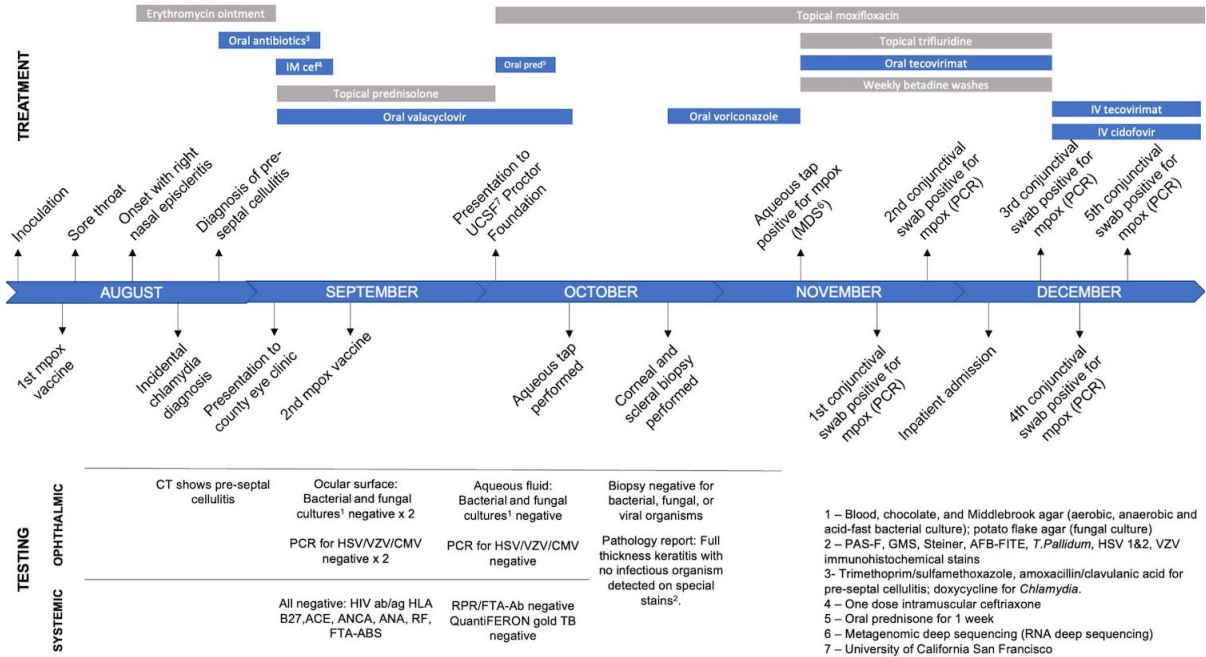 TREATMENT
Erythromycin ointment
Topical moxifloxacin
Oral antibiotics³
Topical trifluridine
IM cef⁴
Oral pred⁵
Oral tecovirimat
Topical prednisolone
Weekly betadine washes
Oral valacyclovir
Oral voriconazole
IV tecovirimat
IV cidofovir
Inoculation
Sore throat
Onset with right
nasal episcleritis
Diagnosis of pre-
septal cellulitis
Presentation to
UCSF⁷ Proctor
Foundation
Aqueous tap
positive for mpox
(MDS⁶)
2nd conjunctival
swab positive for
mpox (PCR)
3rd conjunctival
swab positive for
mpox (PCR)
5th conjunctival
swab positive for
mpox (PCR)
AUGUST
SEPTEMBER
OCTOBER
NOVEMBER
DECEMBER
1st mpox
vaccine
Incidental
chlamydia
diagnosis
Presentation to
county eye clinic
2nd mpox vaccine
Aqueous tap
performed
Corneal and
scleral biopsy
performed
1st conjunctival
swab positive for
mpox (PCR)
Inpatient admission
4th conjunctival
swab positive for
mpox (PCR)
TESTING
OPHTHALMIC
CT shows pre-septal
cellulitis
Ocular surface:
Bacterial and fungal
cultures¹ negative x 2
PCR for HSV/VZV/CMV
negative x 2
Aqueous fluid:
Bacterial and fungal
cultures¹ negative
PCR for HSV/VZV/CMV
negative
Biopsy negative for
bacterial, fungal, or
viral organisms
Pathology report: Full
thickness keratitis with
no infectious organism
detected on special
stains².
SYSTEMIC
All negative: HIV ab/ag HLA
B27,ACE, ANCA, ANA, RF,
FTA-ABS
RPR/FTA-Ab negative
QuantiFERON gold TB
negative
1 – Blood, chocolate, and Middlebrook agar (aerobic, anaerobic and
acid-fast bacterial culture); potato flake agar (fungal culture)
2 – PAS-F, GMS, Steiner, AFB-FITE, T.Pallidum, HSV 1&2, VZV
immunohistochemical stains
3- Trimethoprim/sulfamethoxazole, amoxacillin/clavulanic acid for
pre-septal cellulitis; doxycycline for Chlamydia.
4 – One dose intramuscular ceftriaxone
5 – Oral prednisone for 1 week
6 – Metagenomic deep sequencing (RNA deep sequencing)
7 – University of California San Francisco